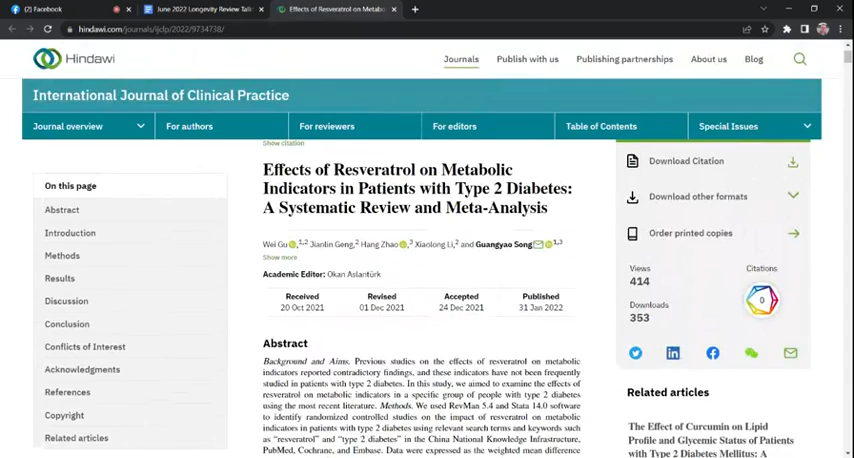 (2) Facebook
June 2022 Longevity Review Talk
Effects of Resveratrol on Metabo
hindawi.com/journals/ijclp/2022/9734738/
Hindawi
Journals
Publish with us
Publishing partnerships
About us
Blog
International Journal of Clinical Practice
Journal overview
For authors
For reviewers
For editors
Table of Contents
Special Issues
On this page
Abstract
Introduction
Methods
Results
Discussion
Conclusion
Conflicts of Interest
Acknowledgments
References
Copyright
Related articles
Show citation
Effects of Resveratrol on Metabolic
Indicators in Patients with Type 2 Diabetes:
A Systematic Review and Meta-Analysis
Wei Gu,1,2 Jianlin Geng,2 Hang Zhao,3 Xiaolong Li,2 and Guangyao Song1,3
Show more
Academic Editor: Okan Aslantürk
Received
20 Oct 2021
Revised
01 Dec 2021
Accepted
24 Dec 2021
Published
31 Jan 2022
Abstract
Background and Aims. Previous studies on the effects of resveratrol on metabolic
indicators reported contradictory findings, and these indicators have not been frequently
studied in patients with type 2 diabetes. In this study, we aimed to examine the effects of
resveratrol on metabolic indicators in a specific group of people with type 2 diabetes
using the most recent literature. Methods. We used RevMan 5.4 and Stata 14.0 software
to identify randomized controlled studies on the impact of resveratrol on metabolic
indicators in patients with type 2 diabetes using relevant search terms and keywords such
as "resveratrol" and "type 2 diabetes" in the China National Knowledge Infrastructure,
PubMed, Cochrane, and Embase. Data were expressed as the weighted mean difference
Download Citation
Download other formats
Order printed copies
Views
414
Citations
0
Downloads
353
Related articles
The Effect of Curcumin on Lipid
Profile and Glycemic Status of Patients
with Type 2 Diabetes Mellitus: A